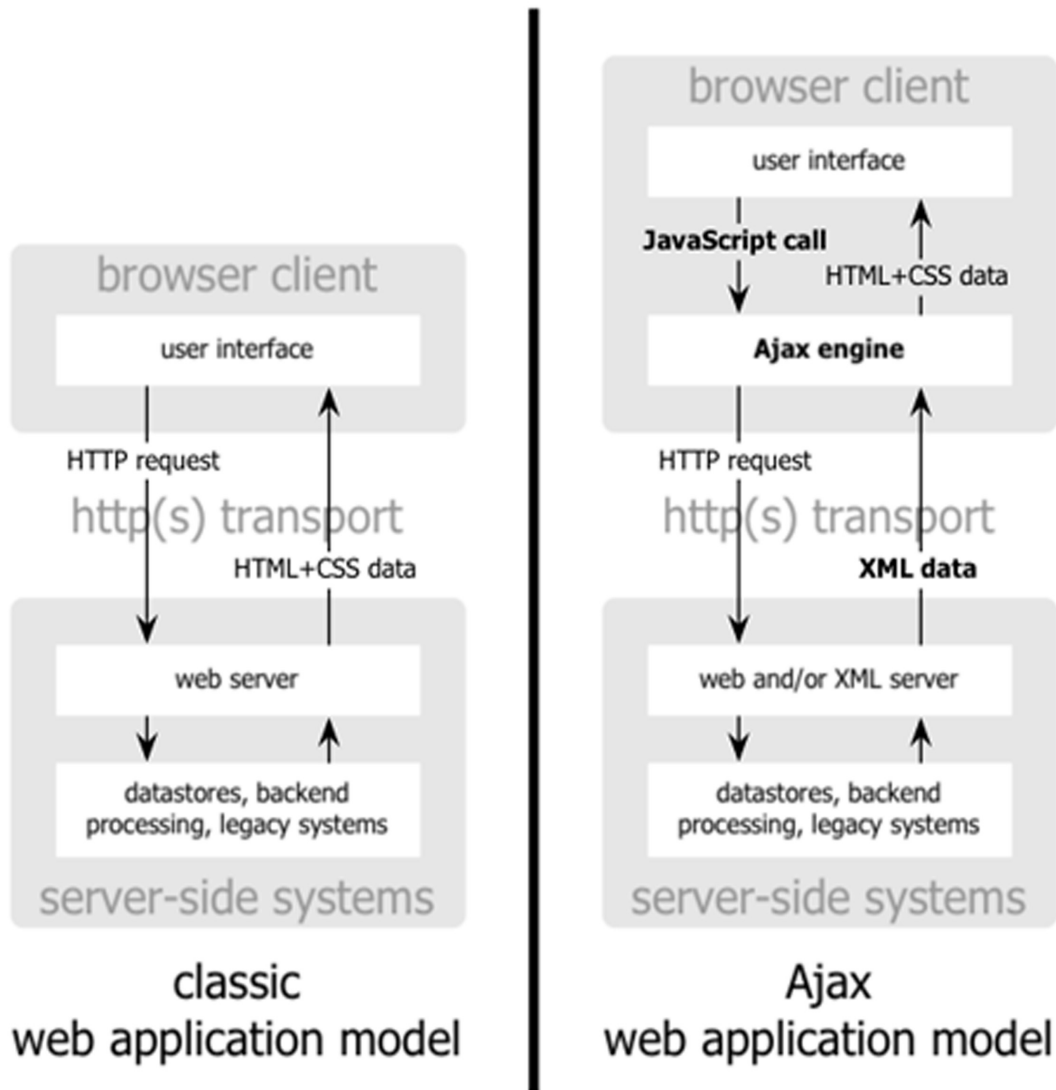 browser client
user interface
HTTP request
http(s) transport
HTML+CSS data
web server
datastores, backend
processing, legacy systems
server-side systems
classic
web application model
browser client
user interface
JavaScript call
HTML+CSS data
Ajax engine
HTTP request
http(s) transport
XML data
web and/or XML server
datastores, backend
processing, legacy systems
server-side systems
Ajax
web application model